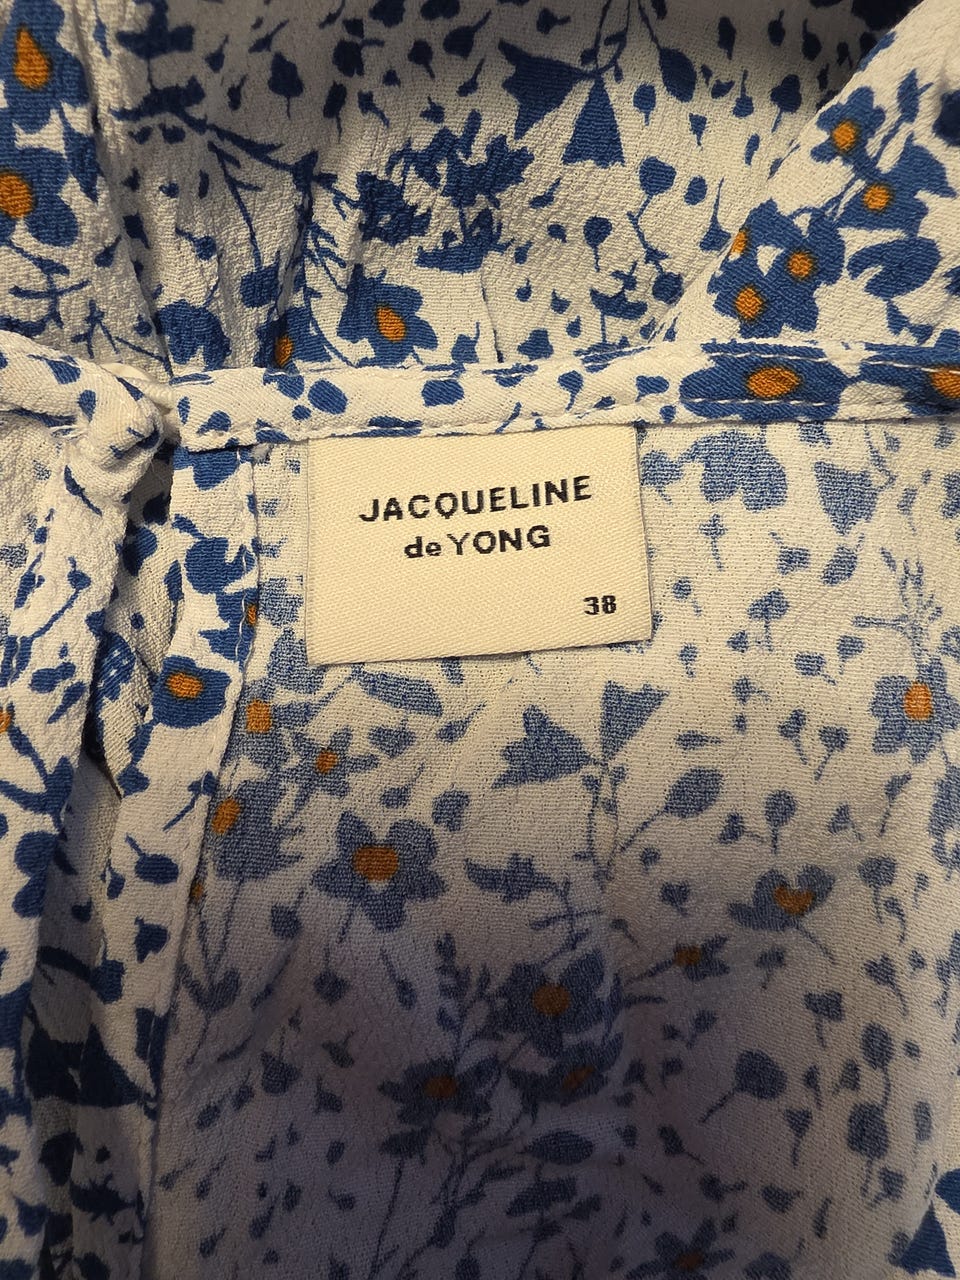 JACQUELINE
de YONG
38